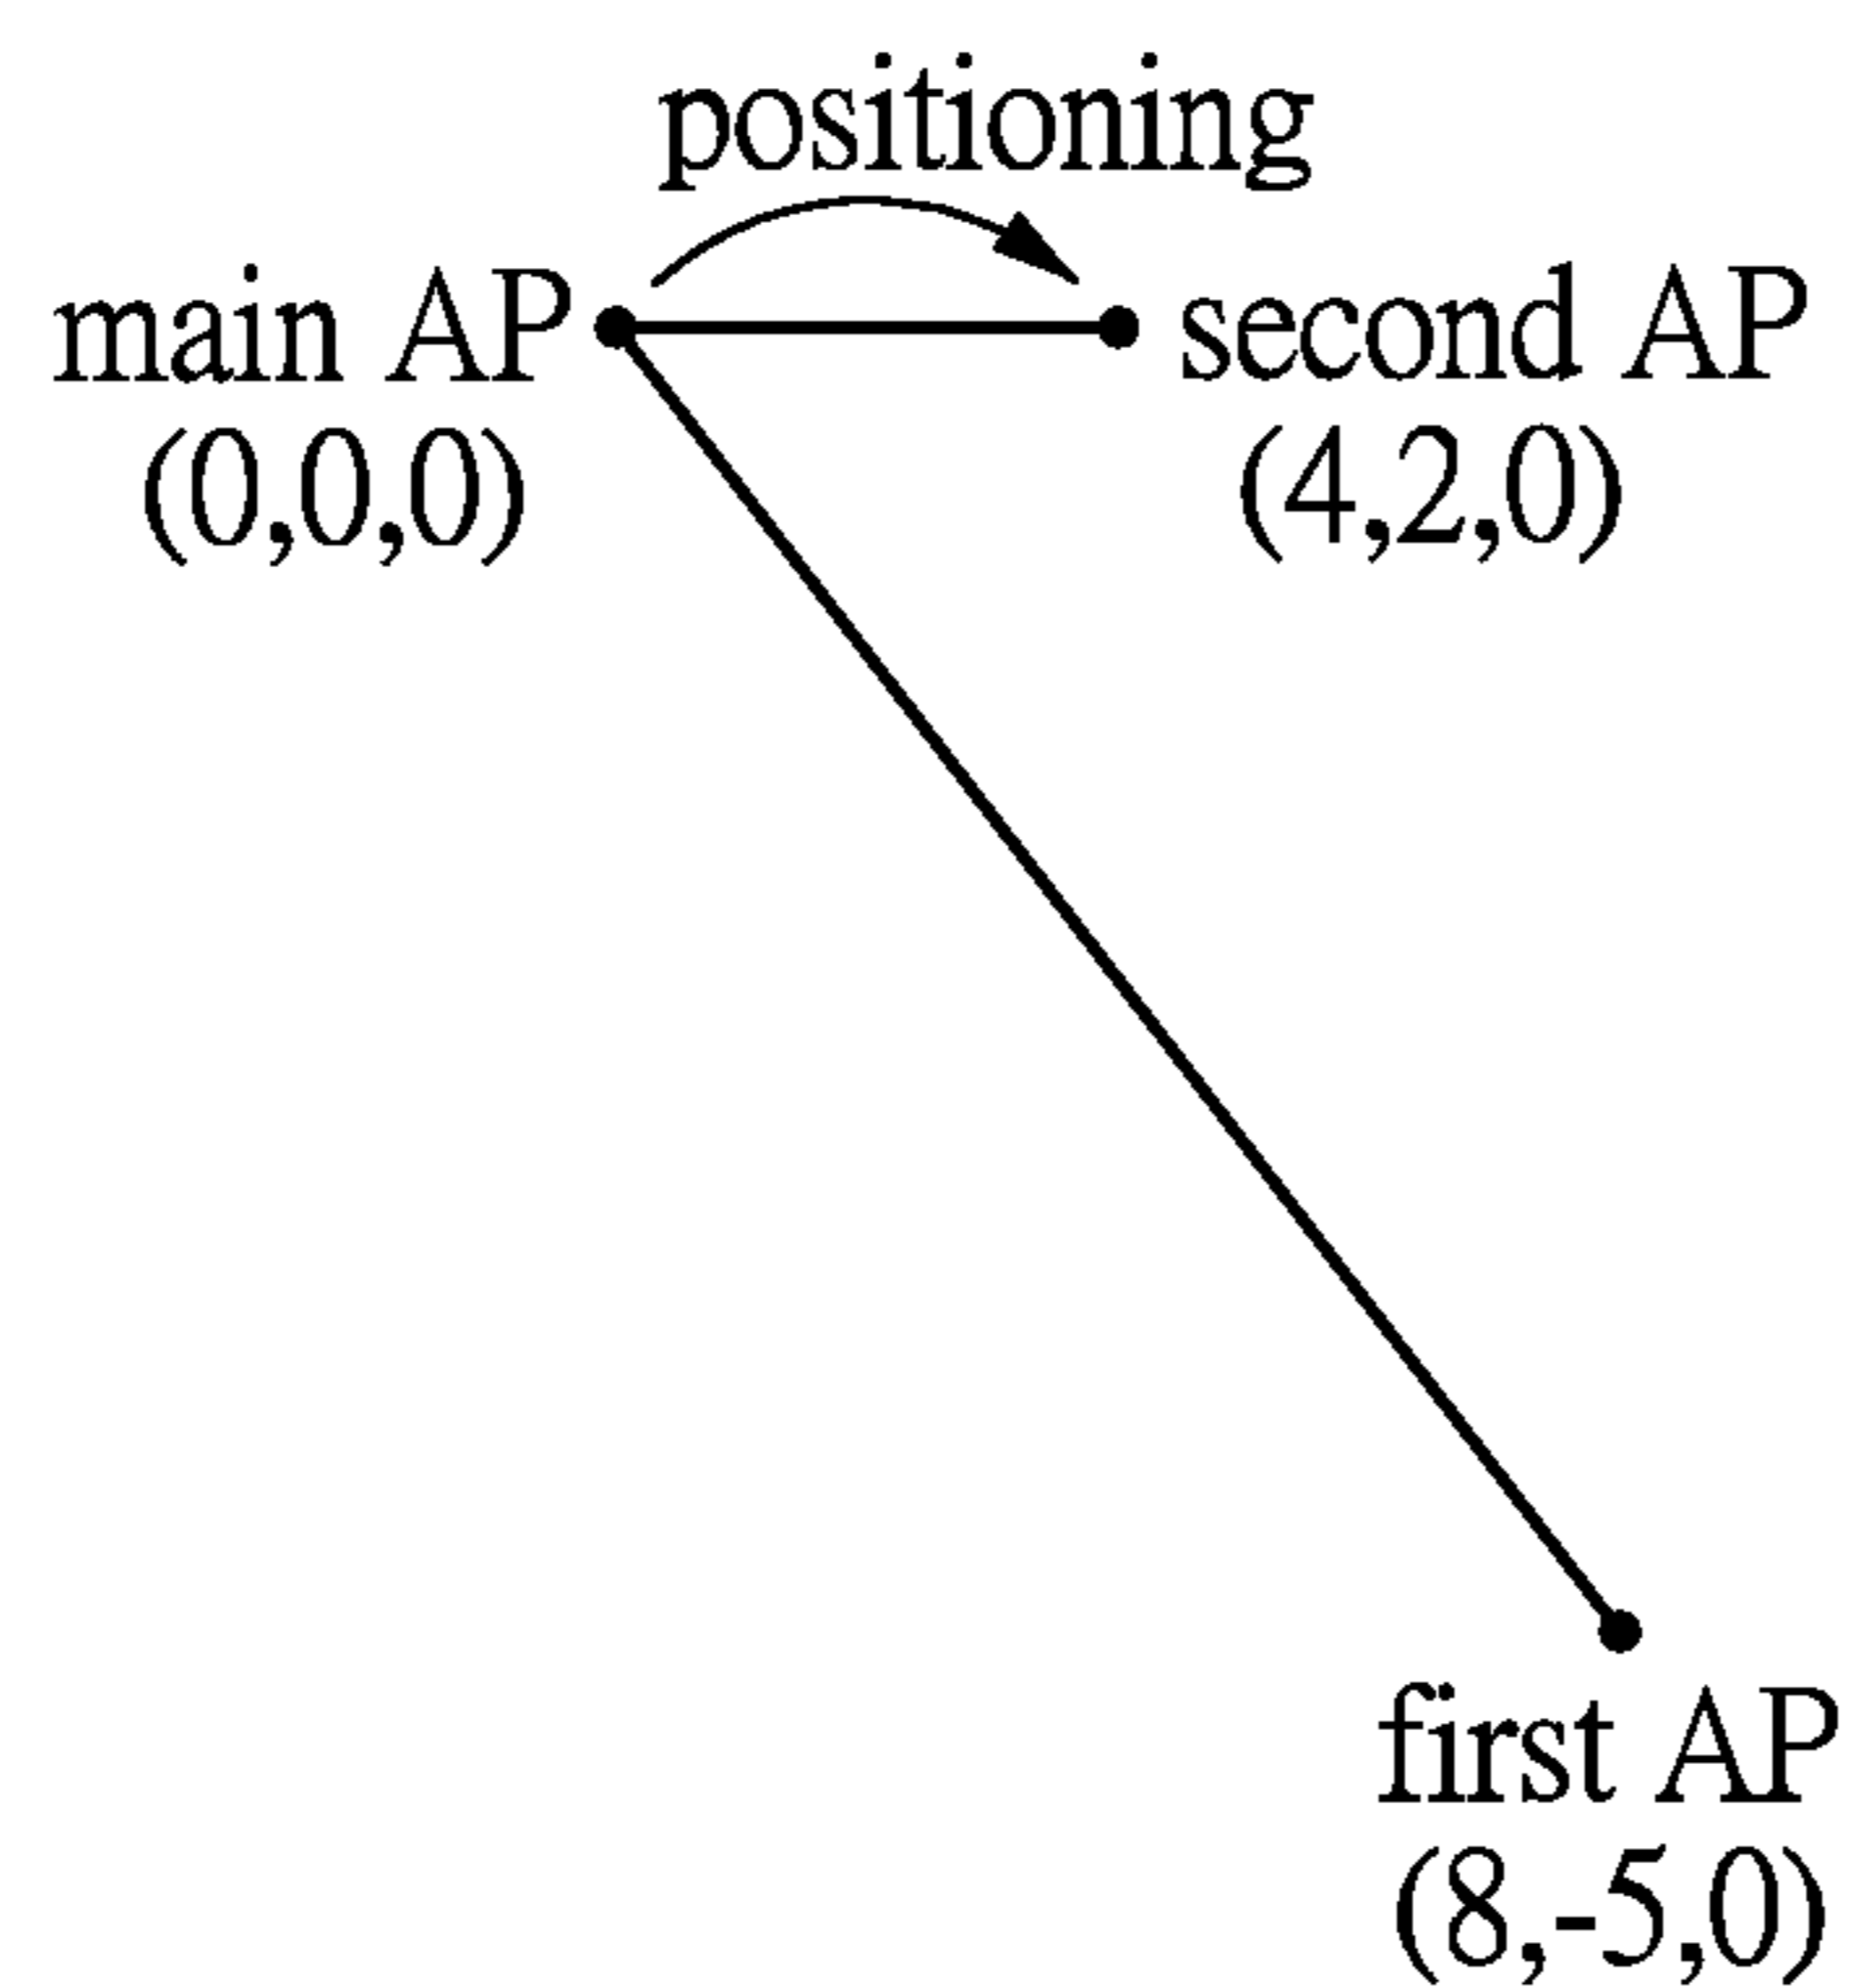 positioning
main AP
second AP
(0,0,0)
(4,2,0)
first AP
(8,-5,0)